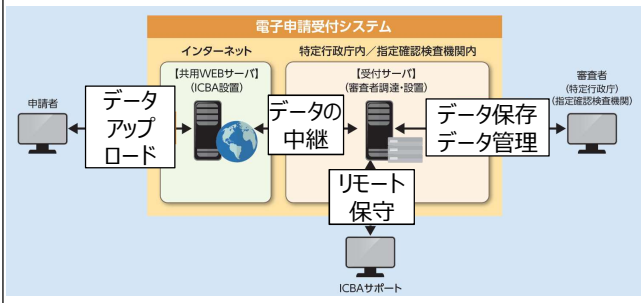 電子申請受付システム
インターネット
特定行政庁内／指定確認検査機関内
【共用WEBサーバ】
(ICBA設置)
【受付サーバ】
(審査者調達・設置)
審査者
(特定行政庁)
(指定確認検査機関)
申請者
データ
アップ
ロード
データの
中継
データ保存
データ管理
リモート
保守
ICBAサポート